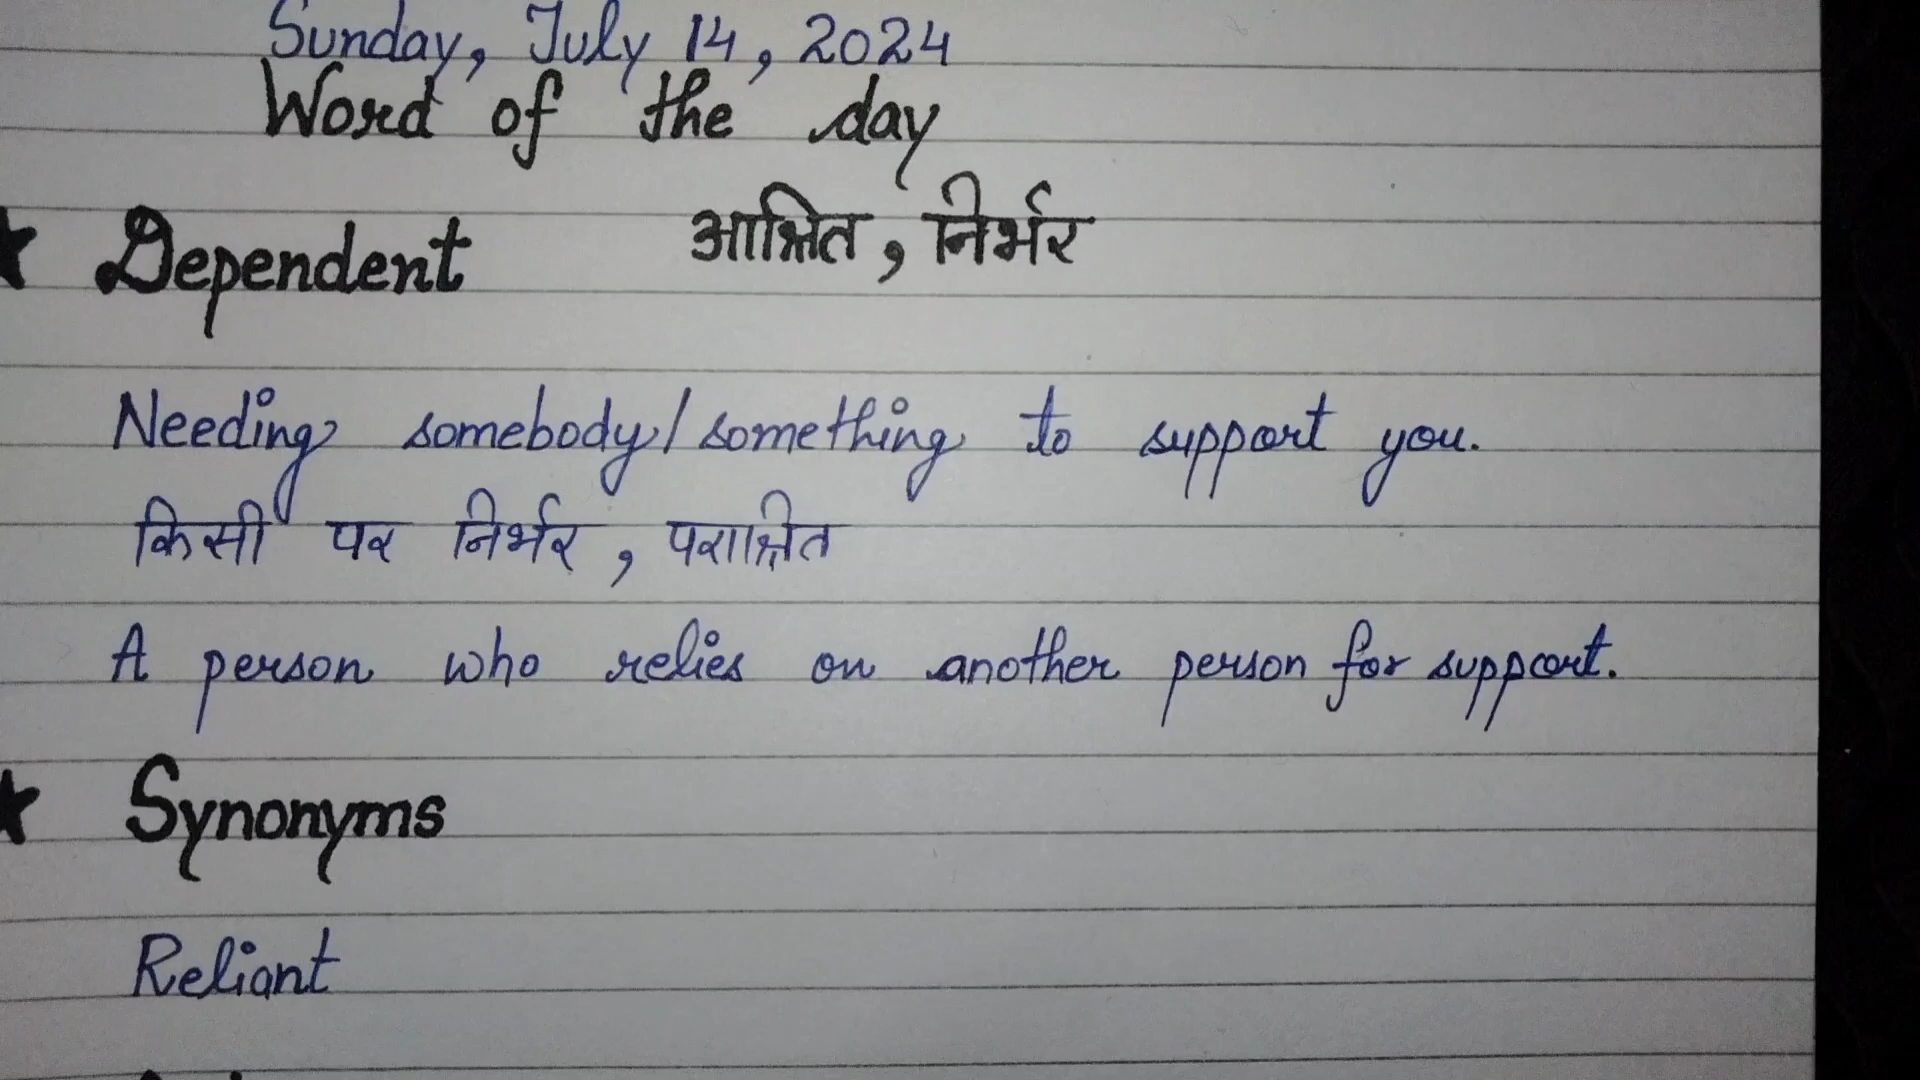 Sunday, July 14, 2024
Word of the day
★ Dependent आश्रित, निर्भर
Needing somebody/something to support you.
किसी पर निर्भर, पराश्रित
A person who relies on another person for support.
★ Synonyms
Reliant